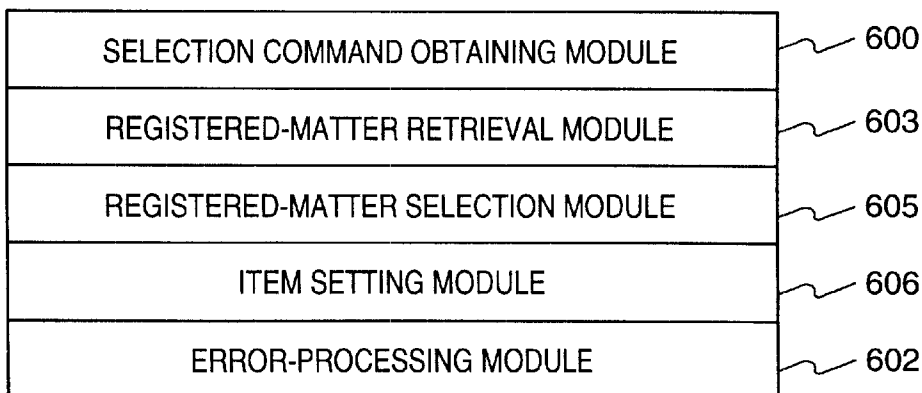 SELECTION COMMAND OBTAINING MODULE 600
REGISTERED-MATTER RETRIEVAL MODULE 603
REGISTERED-MATTER SELECTION MODULE 605
ITEM SETTING MODULE 606
ERROR-PROCESSING MODULE 602